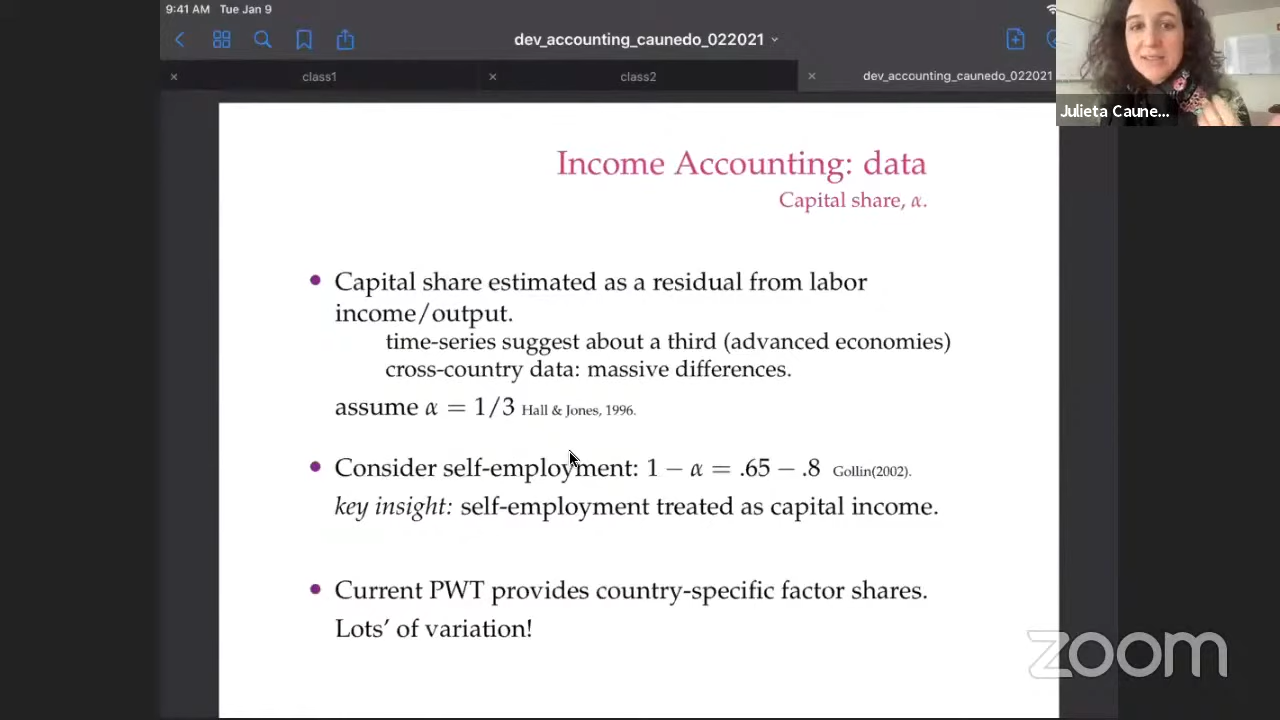 9:41 AM Tue Jan 9
dev_accounting_caunedo_022021
class1
class2
dev_accounting_caunedo_022021
Julieta Caune...
Income Accounting: data
Capital share, α.
• Capital share estimated as a residual from labor
income/output.
time-series suggest about a third (advanced economies)
cross-country data: massive differences.
assume α = 1/3 Hall & Jones, 1996.
• Consider self-employment: 1 − α = .65 − .8 Gollin(2002).
key insight: self-employment treated as capital income.
• Current PWT provides country-specific factor shares.
Lots' of variation!
zoom